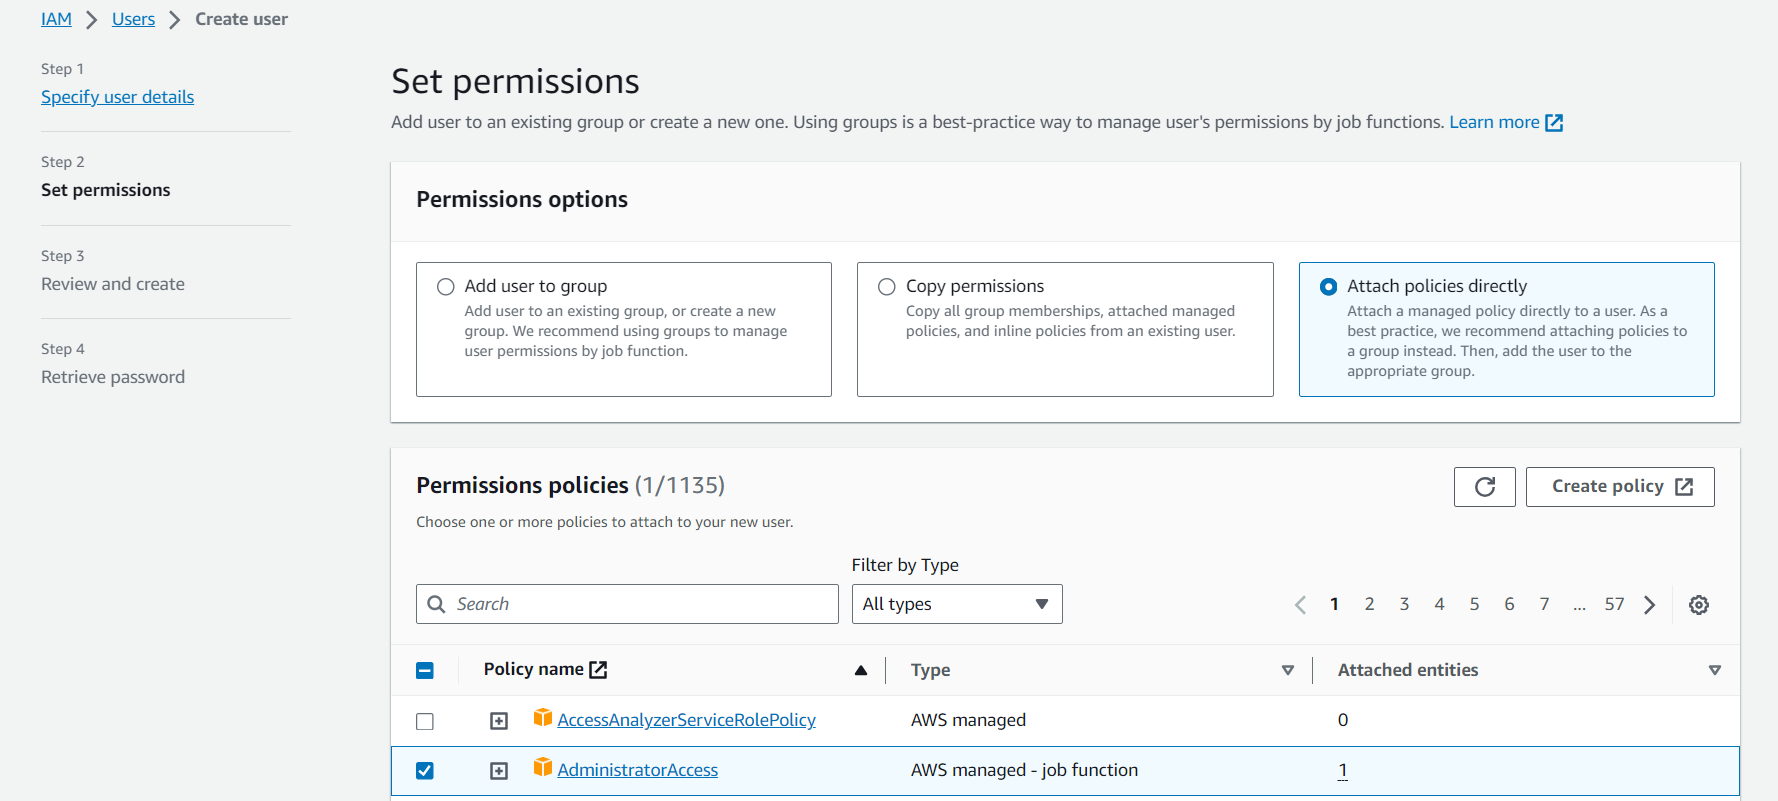 IAM > Users > Create user
Step 1
Specify user details
Step 2
Set permissions
Step 3
Review and create
Step 4
Retrieve password
Set permissions
Add user to an existing group or create a new one. Using groups is a best-practice way to manage user's permissions by job functions. Learn more
Permissions options
Add user to group
Add user to an existing group, or create a new
group. We recommend using groups to manage
user permissions by job function.
Copy permissions
Copy all group memberships, attached managed
policies, and inline policies from an existing user.
Attach policies directly
Attach a managed policy directly to a user. As a
best practice, we recommend attaching policies to
a group instead. Then, add the user to the
appropriate group.
Permissions policies (1/1135)
Create policy
Choose one or more policies to attach to your new user.
Filter by Type
Search
All types
1 2 3 4 5 6 7 ... 57
Policy name Type Attached entities
AccessAnalyzerServiceRolePolicy AWS managed 0
AdministratorAccess AWS managed - job function 1